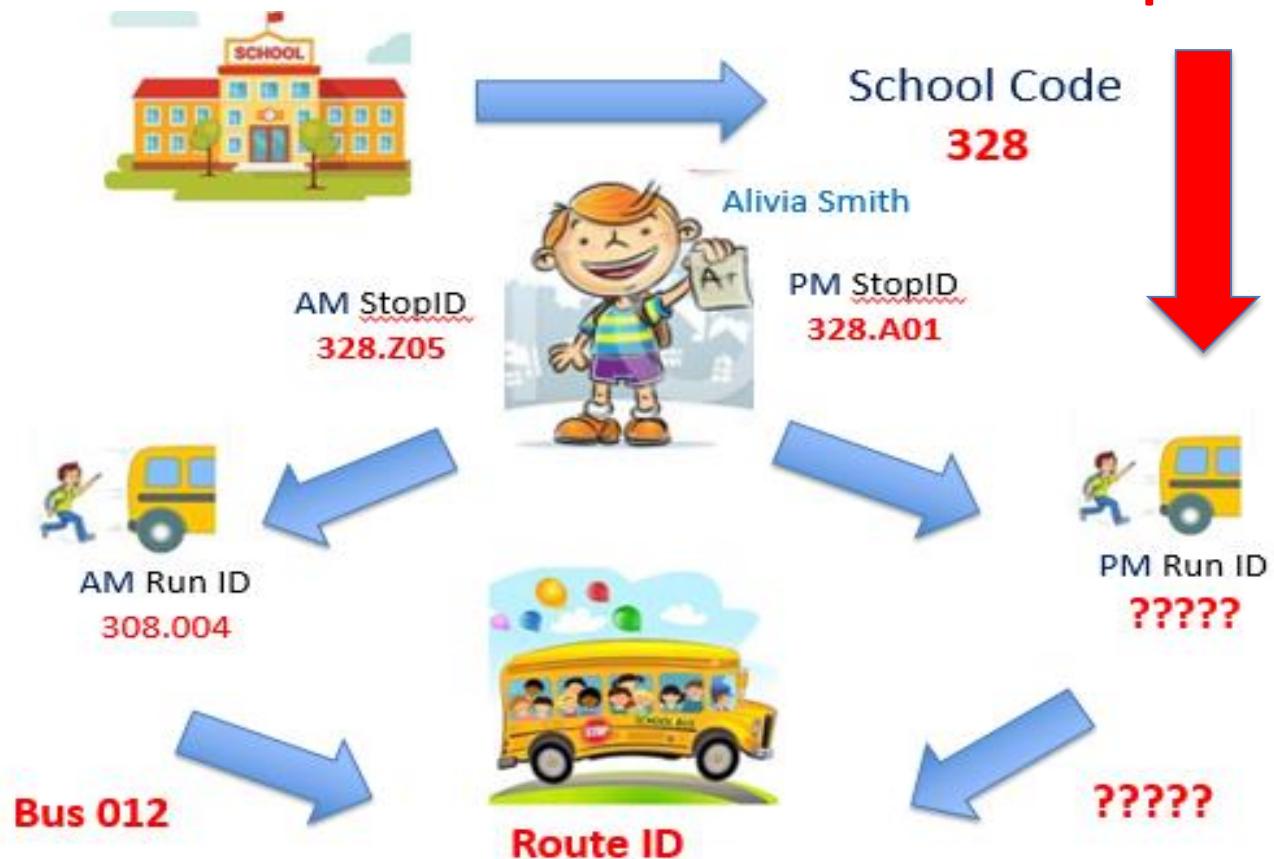 SCHOOL
School Code
328
Alivia Smith
A+
AM StopID
328.Z05
PM StopID
328.A01
AM Run ID
308.004
PM Run ID
?????
SCHOOL BUS
STOP
Bus 012
?????
Route ID